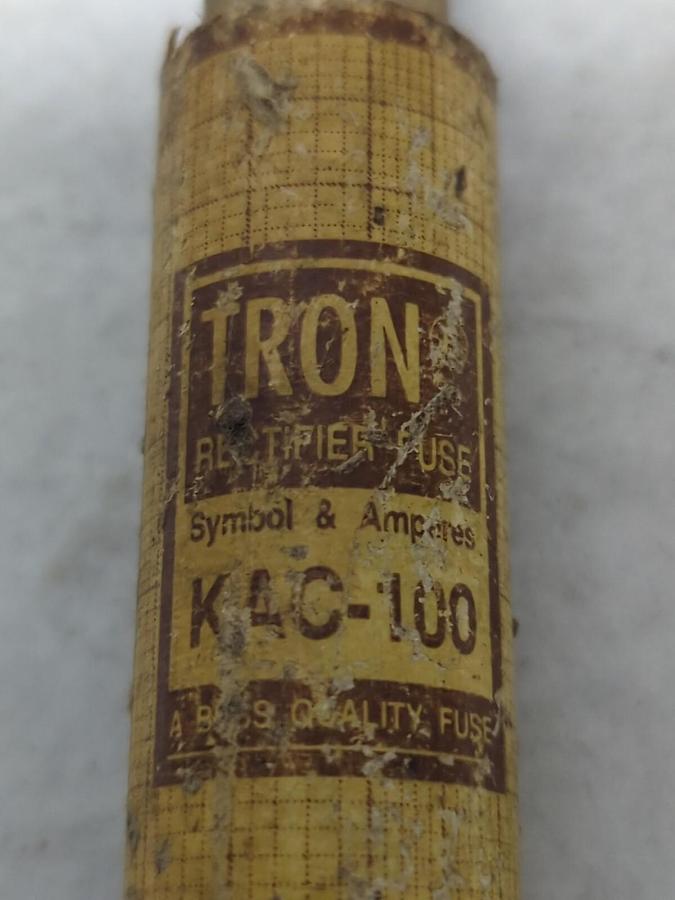 TRON®
RECTIFIER FUSE
Symbol & Amperes
KAC-100
A BUSS QUALITY FUSE